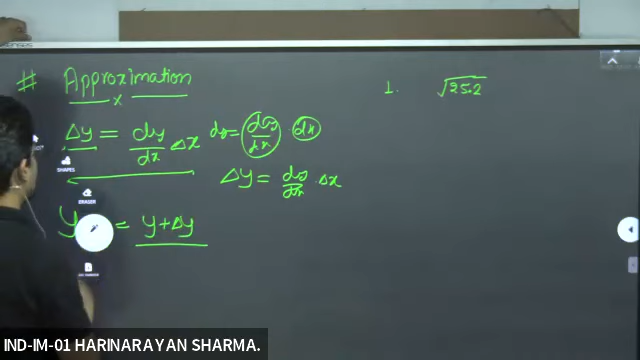 # Approximation
Δy = dy/dx Δx dy = dy/dx · dx
Δy = dy/dx · Δx
y = y + Δy
1. √25.2
SHAPES
ERASER
IND-IM-01 HARINARAYAN SHARMA.